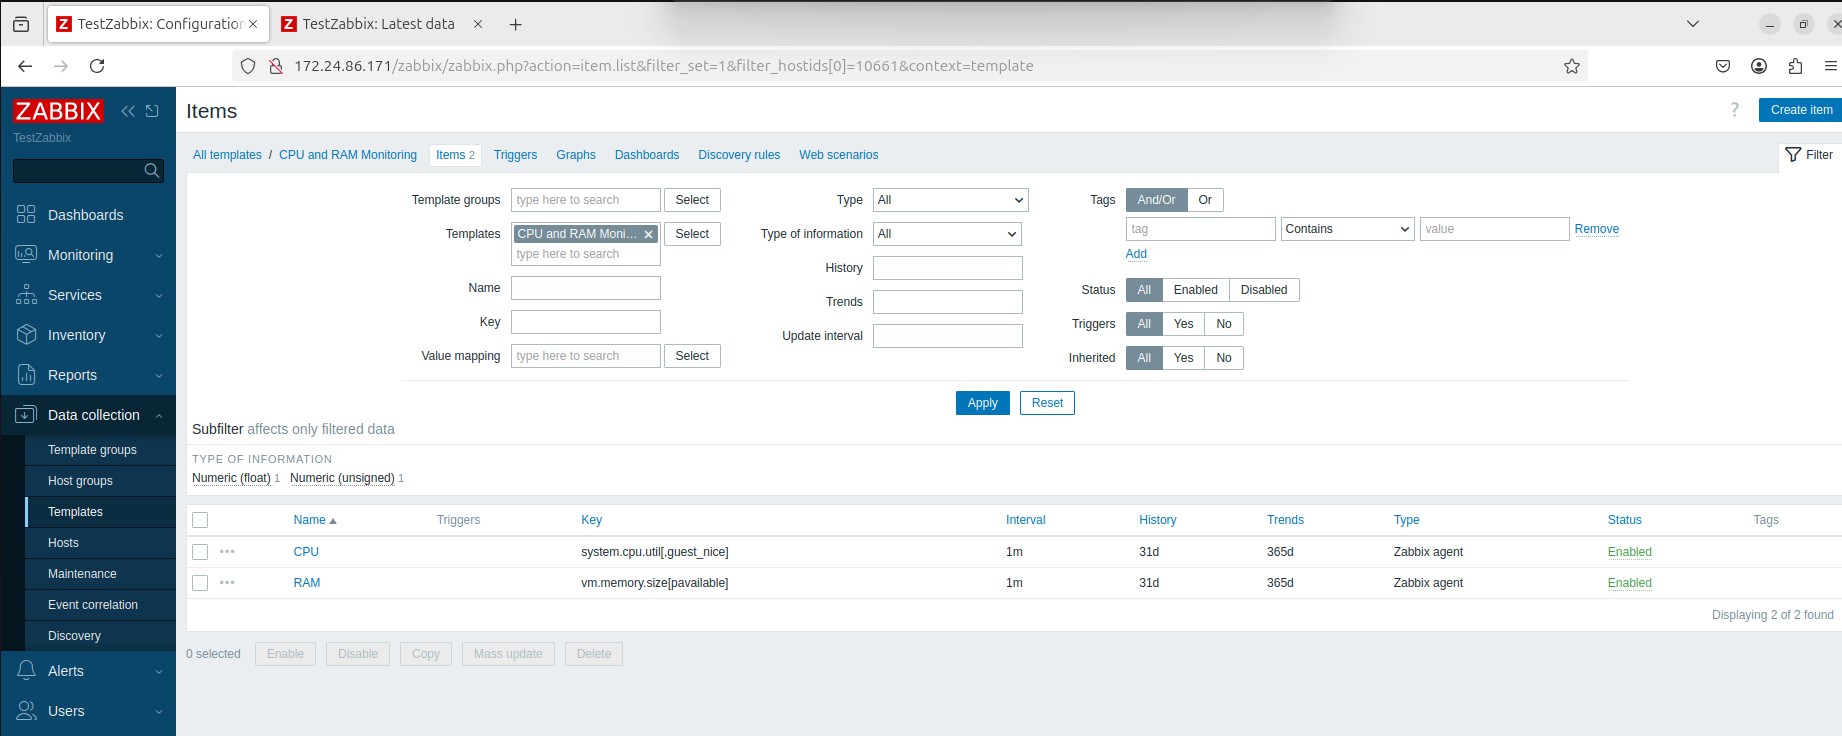 TestZabbix: Configuration
TestZabbix: Latest data
172.24.86.171/zabbix/zabbix.php?action=item.list&filter_set=1&filter_hostids[0]=10661&context=template
ZABBIX
TestZabbix
Dashboards
Monitoring
Services
Inventory
Reports
Data collection
Template groups
Host groups
Templates
Hosts
Maintenance
Event correlation
Discovery
Alerts
Users
Items
? Create item
All templates / CPU and RAM Monitoring Items 2 Triggers Graphs Dashboards Discovery rules Web scenarios
Filter
Template groups type here to search Select
Templates CPU and RAM Moni... Select
type here to search
Name
Key
Value mapping type here to search Select
Type All
Type of information All
History
Trends
Update interval
Tags And/Or Or
tag Contains value Remove
Add
Status All Enabled Disabled
Triggers All Yes No
Inherited All Yes No
Apply Reset
Subfilter affects only filtered data
TYPE OF INFORMATION
Numeric (float) 1 Numeric (unsigned) 1
Name Triggers Key Interval History Trends Type Status Tags
CPU system.cpu.util[,guest_nice] 1m 31d 365d Zabbix agent Enabled
RAM vm.memory.size[pavailable] 1m 31d 365d Zabbix agent Enabled
Displaying 2 of 2 found
0 selected Enable Disable Copy Mass update Delete